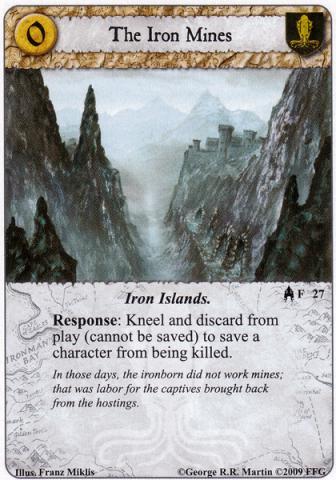 0
The Iron Mines
Iron Islands.
F 27
Response: Kneel and discard from
play (cannot be saved) to save a
character from being killed.
In those days, the ironborn did not work mines;
that was labor for the captives brought back
from the hostings.
IRONMAN
BAY
Illus. Franz Miklis
©George R.R. Martin ©2009 FFG